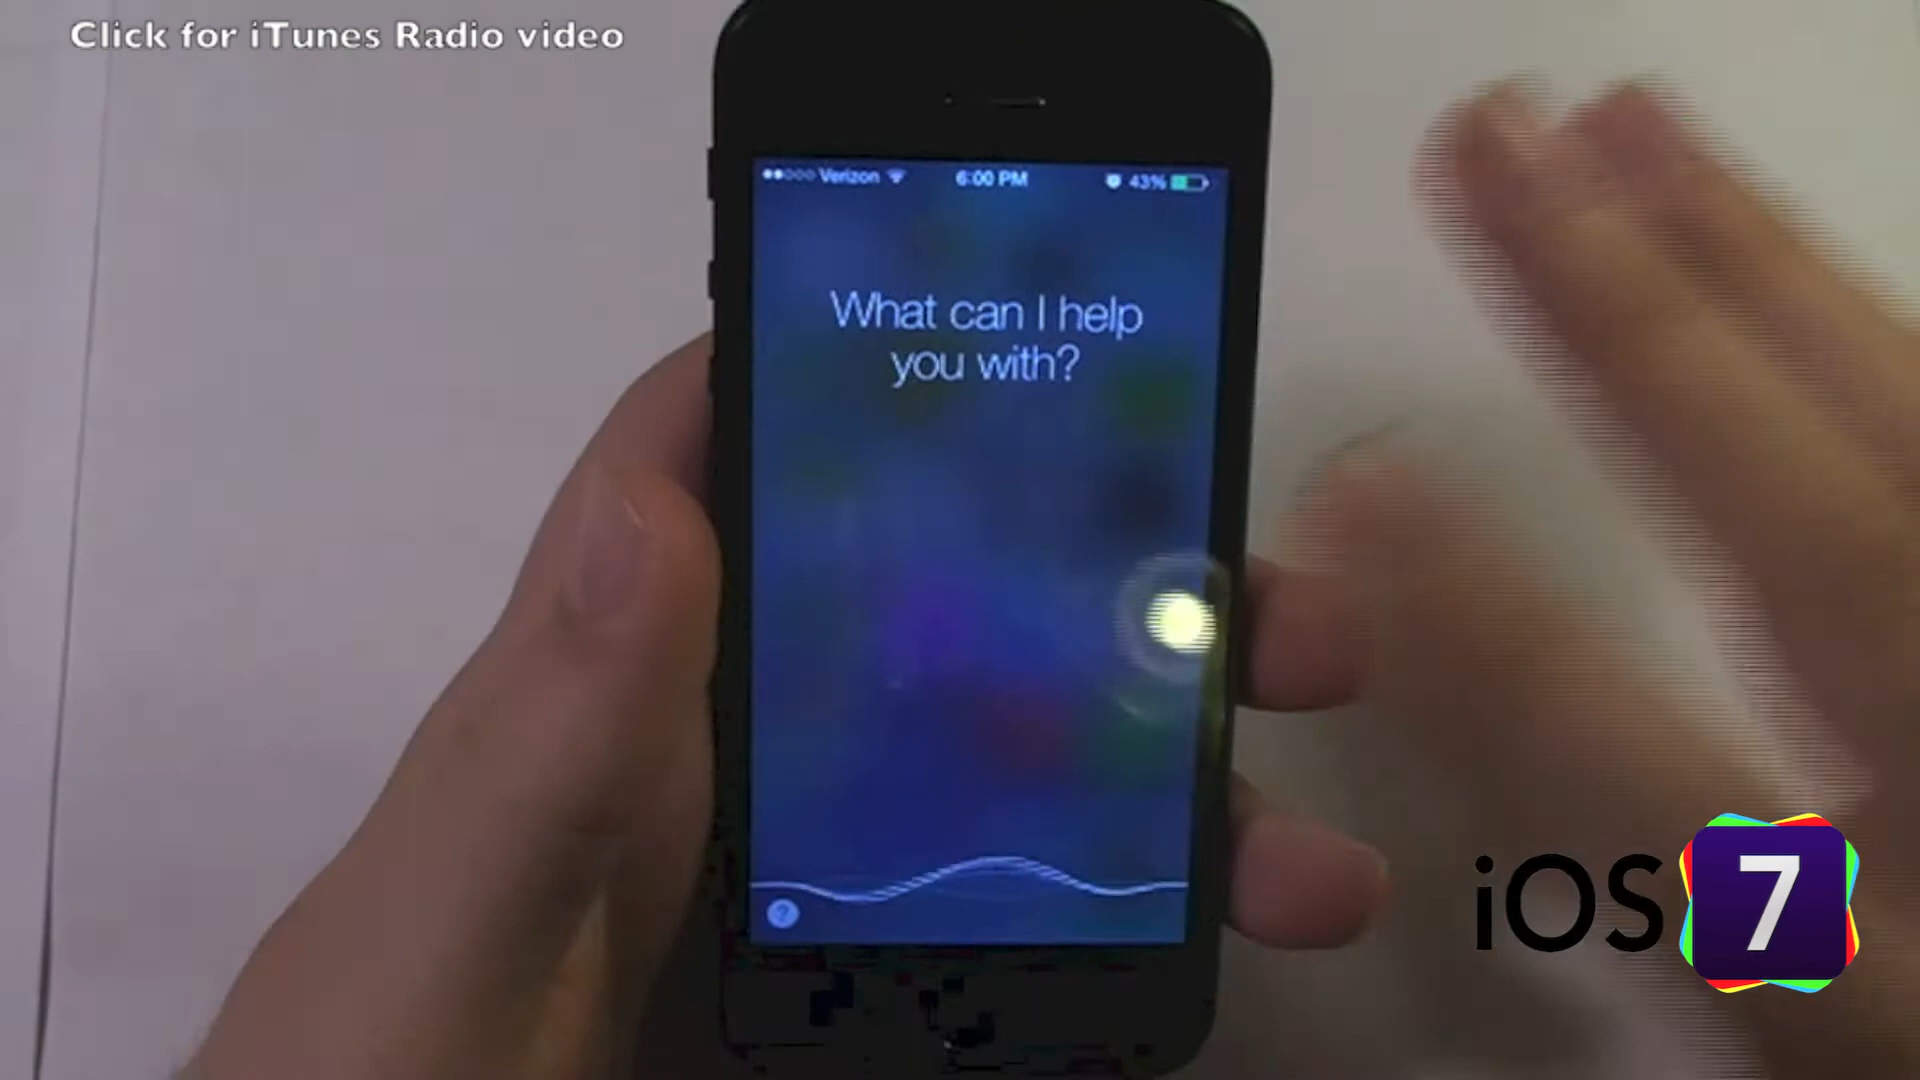 Click for iTunes Radio video
Verizon 6:00 PM 43%
What can I help
you with?
?
iOS 7